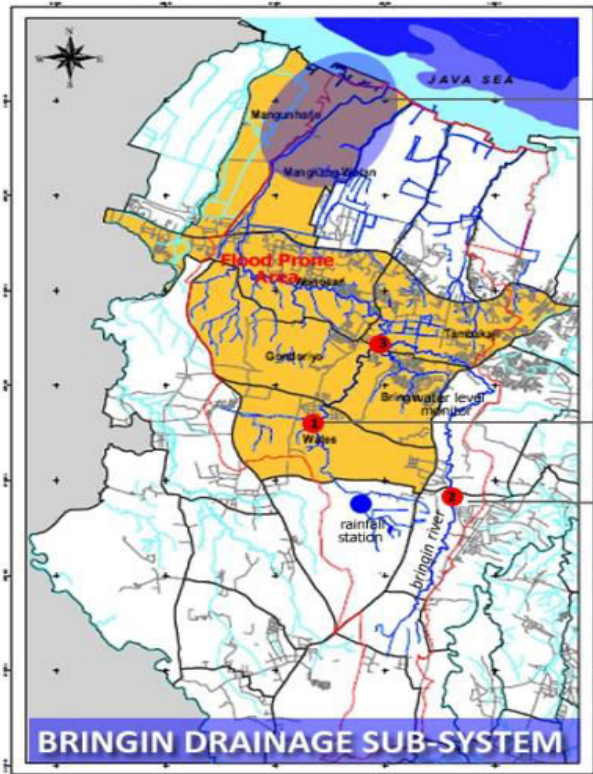 N
W
E
S
JAVA SEA
Mangunharjo
Mangkang Wetan
Flood Prone
Area
Wonosari
Tambakaji
3
Gondoriyo
Bringin
water level
monitor
1
Wates
2
rainfall
station
bringin river
BRINGIN DRAINAGE SUB-SYSTEM